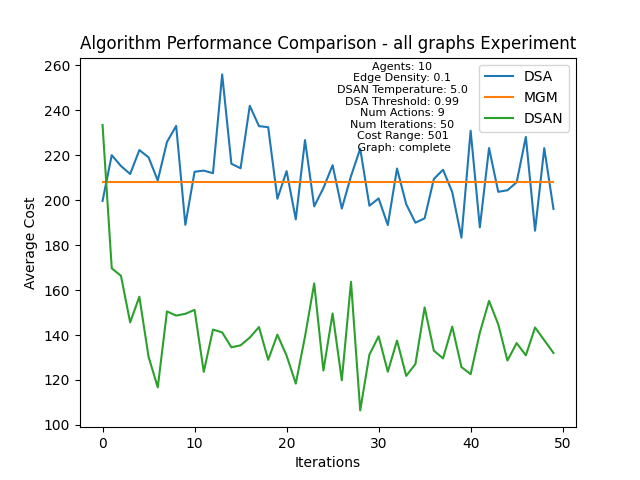 Algorithm Performance Comparison - all graphs Experiment
Agents: 10
Edge Density: 0.1
DSAN Temperature: 5.0
DSA Threshold: 0.99
Num Actions: 9
Num Iterations: 50
Cost Range: 501
Graph: complete
DSA
MGM
DSAN
Average Cost
260
240
220
200
180
160
140
120
100
0 10 20 30 40 50
Iterations